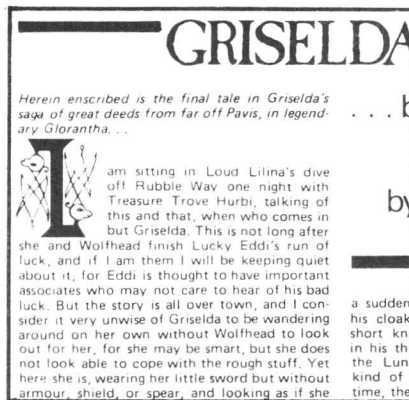 GRISELDA
Herein enscribed is the final tale in Griselda's
saga of great deeds from far off Pavis, in legend-
ary Glorantha. . .
I am sitting in Loud Lilina's dive
off Rubble Way one night with
Treasure Trove Hurbi, talking of
this and that, when who comes in
but Griselda. This is not long after
she and Wolfhead finish Lucky Eddi's run of
luck, and if I am them I will be keeping quiet
about it, for Eddi is thought to have important
associates who may not care to hear of his bad
luck. But the story is all over town, and I con-
sider it very unwise of Griselda to be wandering
around on her own without Wolfhead to look
out for her, for she may be smart, but she does
not look able to cope with the rough stuff. Yet
here she is, wearing her little sword but without
armour, shield, or spear, and looking as if she
. . . b
by
a sudden
his cloak
short kn
in his th
the Lun
kind of
time, the